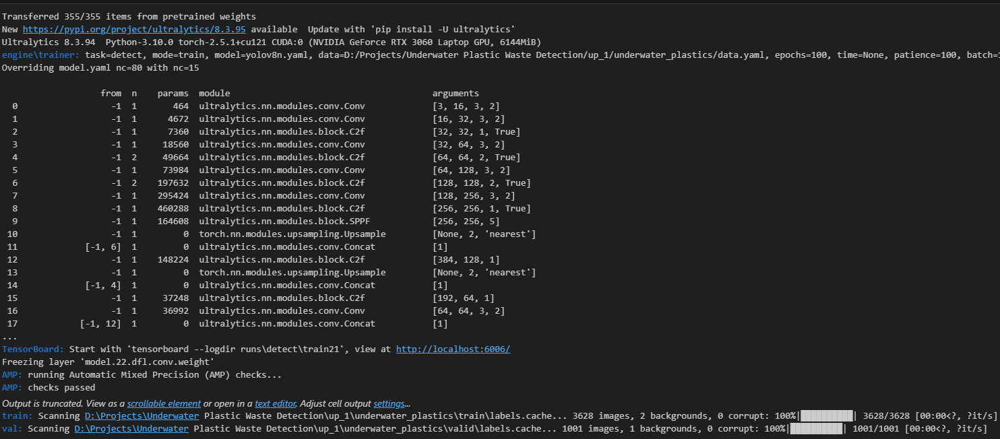 Transferred 355/355 items from pretrained weights
New https://pypi.org/project/ultralytics/8.3.95 available  Update with 'pip install -U ultralytics'
Ultralytics 8.3.94  Python-3.10.0 torch-2.5.1+cu121 CUDA:0 (NVIDIA GeForce RTX 3060 Laptop GPU, 6144MiB)
engine\trainer: task=detect, mode=train, model=yolov8n.yaml, data=D:/Projects/Underwater Plastic Waste Detection/up_1/underwater_plastics/data.yaml, epochs=100, time=None, patience=100, batch=
Overriding model.yaml nc=80 with nc=15
from  n    params  module                                       arguments
0                  -1  1       464  ultralytics.nn.modules.conv.Conv             [3, 16, 3, 2]
1                  -1  1      4672  ultralytics.nn.modules.conv.Conv             [16, 32, 3, 2]
2                  -1  1      7360  ultralytics.nn.modules.block.C2f             [32, 32, 1, True]
3                  -1  1     18560  ultralytics.nn.modules.conv.Conv             [32, 64, 3, 2]
4                  -1  2     49664  ultralytics.nn.modules.block.C2f             [64, 64, 2, True]
5                  -1  1     73984  ultralytics.nn.modules.conv.Conv             [64, 128, 3, 2]
6                  -1  2    197632  ultralytics.nn.modules.block.C2f             [128, 128, 2, True]
7                  -1  1    295424  ultralytics.nn.modules.conv.Conv             [128, 256, 3, 2]
8                  -1  1    460288  ultralytics.nn.modules.block.C2f             [256, 256, 1, True]
9                  -1  1    164608  ultralytics.nn.modules.block.SPPF            [256, 256, 5]
10                  -1  1         0  torch.nn.modules.upsampling.Upsample         [None, 2, 'nearest']
11             [-1, 6]  1         0  ultralytics.nn.modules.conv.Concat           [1]
12                  -1  1    148224  ultralytics.nn.modules.block.C2f             [384, 128, 1]
13                  -1  1         0  torch.nn.modules.upsampling.Upsample         [None, 2, 'nearest']
14             [-1, 4]  1         0  ultralytics.nn.modules.conv.Concat           [1]
15                  -1  1     37248  ultralytics.nn.modules.block.C2f             [192, 64, 1]
16                  -1  1     36992  ultralytics.nn.modules.conv.Conv             [64, 64, 3, 2]
17            [-1, 12]  1         0  ultralytics.nn.modules.conv.Concat           [1]
...
TensorBoard: Start with 'tensorboard --logdir runs\detect\train21', view at http://localhost:6006/
Freezing layer 'model.22.dfl.conv.weight'
AMP: running Automatic Mixed Precision (AMP) checks...
AMP: checks passed
Output is truncated. View as a scrollable element or open in a text editor. Adjust cell output settings...
train: Scanning D:\Projects\Underwater Plastic Waste Detection\up_1\underwater_plastics\train\labels.cache... 3628 images, 2 backgrounds, 0 corrupt: 100%|██████████| 3628/3628 [00:00<?, ?it/s]
val: Scanning D:\Projects\Underwater Plastic Waste Detection\up_1\underwater_plastics\valid\labels.cache... 1001 images, 1 backgrounds, 0 corrupt: 100%|██████████| 1001/1001 [00:00<?, ?it/s]